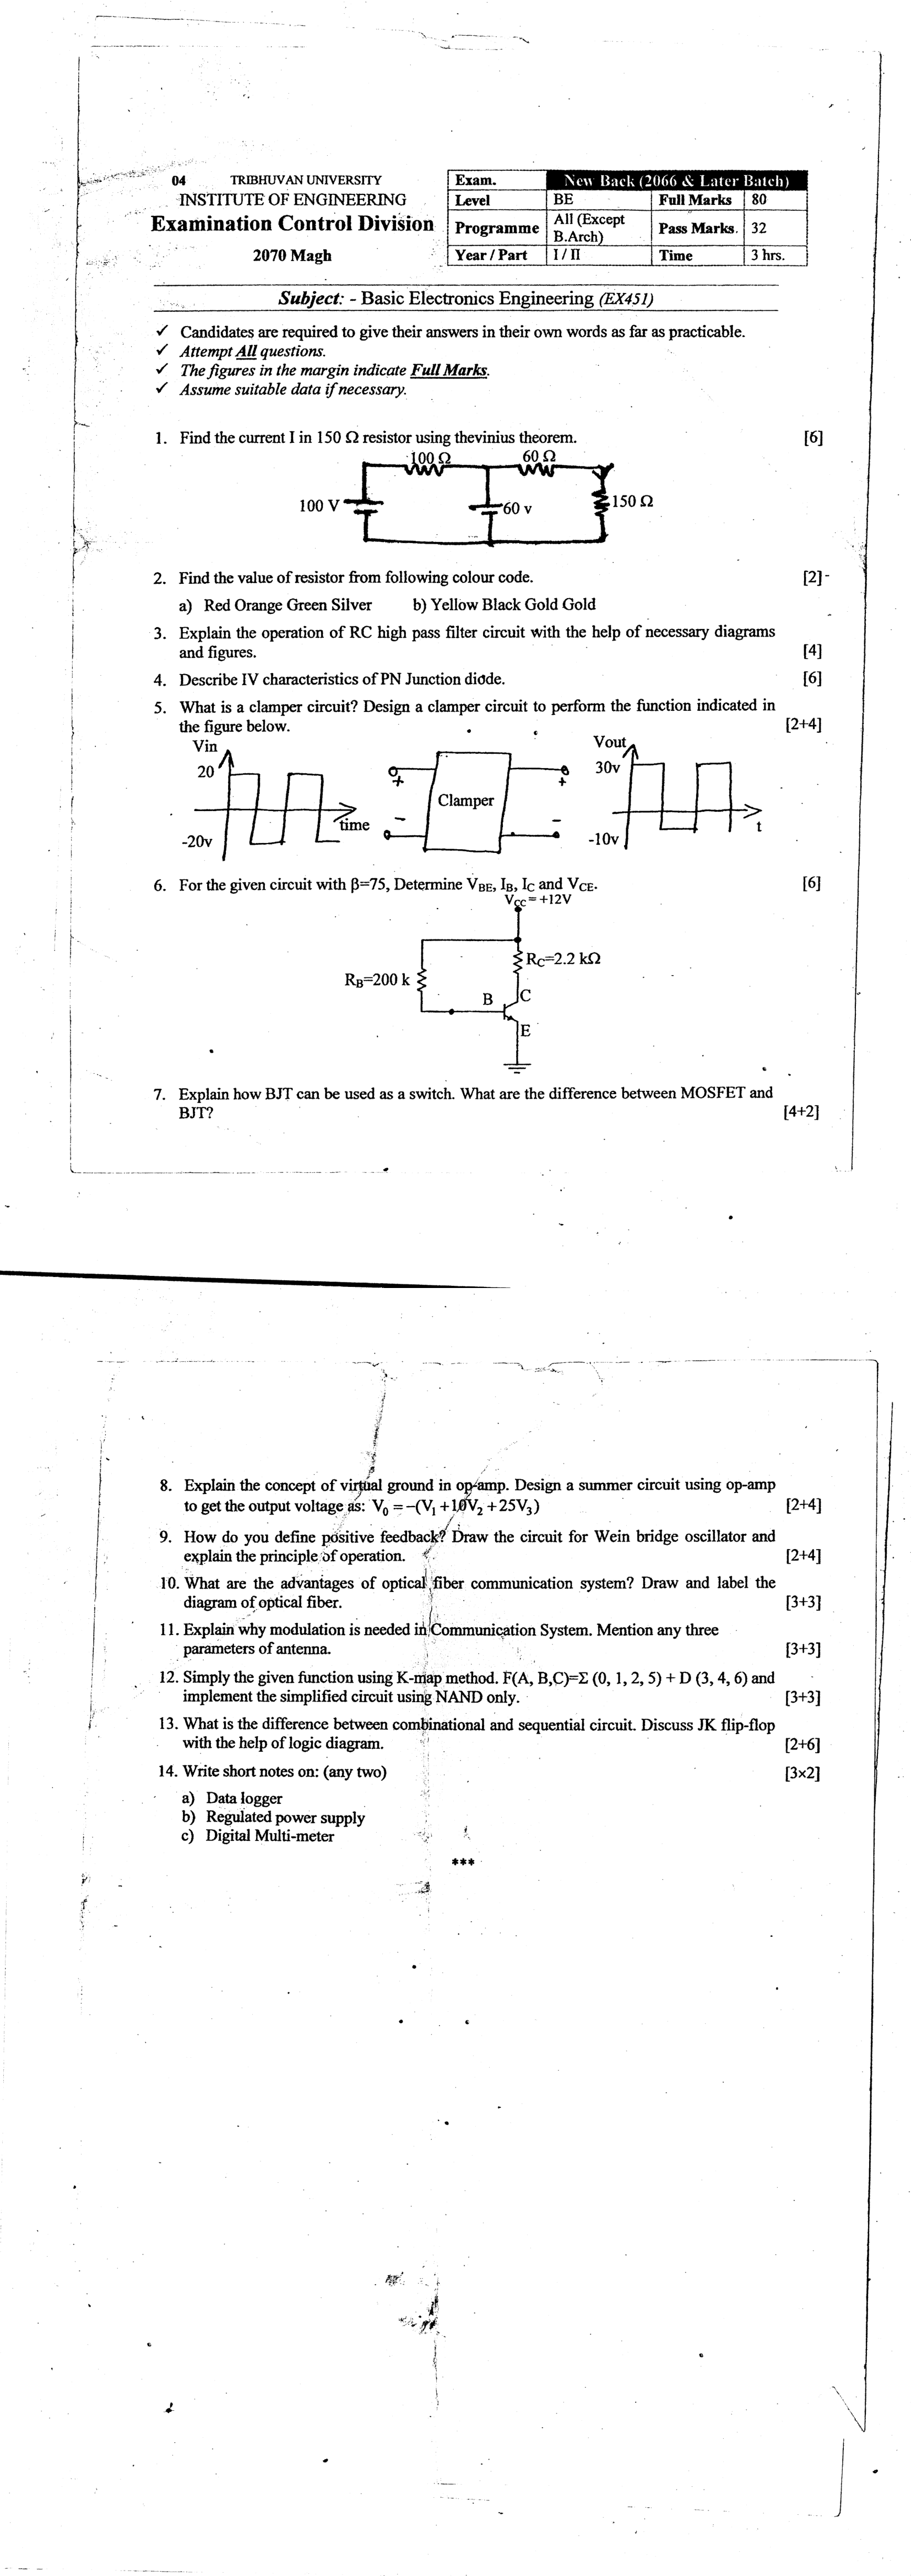 04 TRIBHUVAN UNIVERSITY
INSTITUTE OF ENGINEERING
Examination Control Division
2070 Magh
Exam. New Back (2066 & Later Batch)
Level BE Full Marks 80
Programme All (Except B.Arch) Pass Marks. 32
Year / Part I / II Time 3 hrs.
Subject: - Basic Electronics Engineering (EX451)
✓ Candidates are required to give their answers in their own words as far as practicable.
✓ Attempt All questions.
✓ The figures in the margin indicate Full Marks.
✓ Assume suitable data if necessary.
1. Find the current I in 150 Ω resistor using thevinius theorem. [6]
100 Ω 60 Ω
100 V 60 v 150 Ω
2. Find the value of resistor from following colour code. [2]
a) Red Orange Green Silver b) Yellow Black Gold Gold
3. Explain the operation of RC high pass filter circuit with the help of necessary diagrams
and figures. [4]
4. Describe IV characteristics of PN Junction diode. [6]
5. What is a clamper circuit? Design a clamper circuit to perform the function indicated in
the figure below. [2+4]
Vin Vout
20 30v
+ Clamper +
time t
- -
-20v -10v
6. For the given circuit with β=75, Determine VBE, IB, IC and VCE. [6]
Vcc = +12V
RC=2.2 kΩ
RB=200 k
B C
E
7. Explain how BJT can be used as a switch. What are the difference between MOSFET and
BJT? [4+2]
8. Explain the concept of virtual ground in op-amp. Design a summer circuit using op-amp
to get the output voltage as: V₀ = −(V₁ +10V₂ +25V₃) [2+4]
9. How do you define positive feedback? Draw the circuit for Wein bridge oscillator and
explain the principle of operation. [2+4]
10. What are the advantages of optical fiber communication system? Draw and label the
diagram of optical fiber. [3+3]
11. Explain why modulation is needed in Communication System. Mention any three
parameters of antenna. [3+3]
12. Simply the given function using K-map method. F(A, B,C)=Σ (0, 1, 2, 5) + D (3, 4, 6) and
implement the simplified circuit using NAND only. [3+3]
13. What is the difference between combinational and sequential circuit. Discuss JK flip-flop
with the help of logic diagram. [2+6]
14. Write short notes on: (any two) [3×2]
a) Data logger
b) Regulated power supply
c) Digital Multi-meter
***